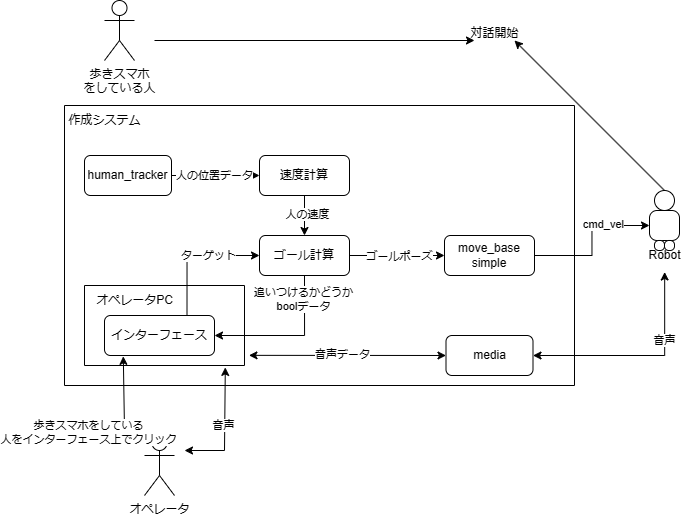 対話開始
歩きスマホ
をしている人
作成システム
human_tracker
人の位置データ
速度計算
人の速度
cmd_vel
ターゲット
ゴール計算
ゴールポーズ
move_base
simple
Robot
追いつけるかどうか
boolデータ
オペレータPC
インターフェース
音声データ
media
音声
歩きスマホをしている
人をインターフェース上でクリック
音声
オペレータ